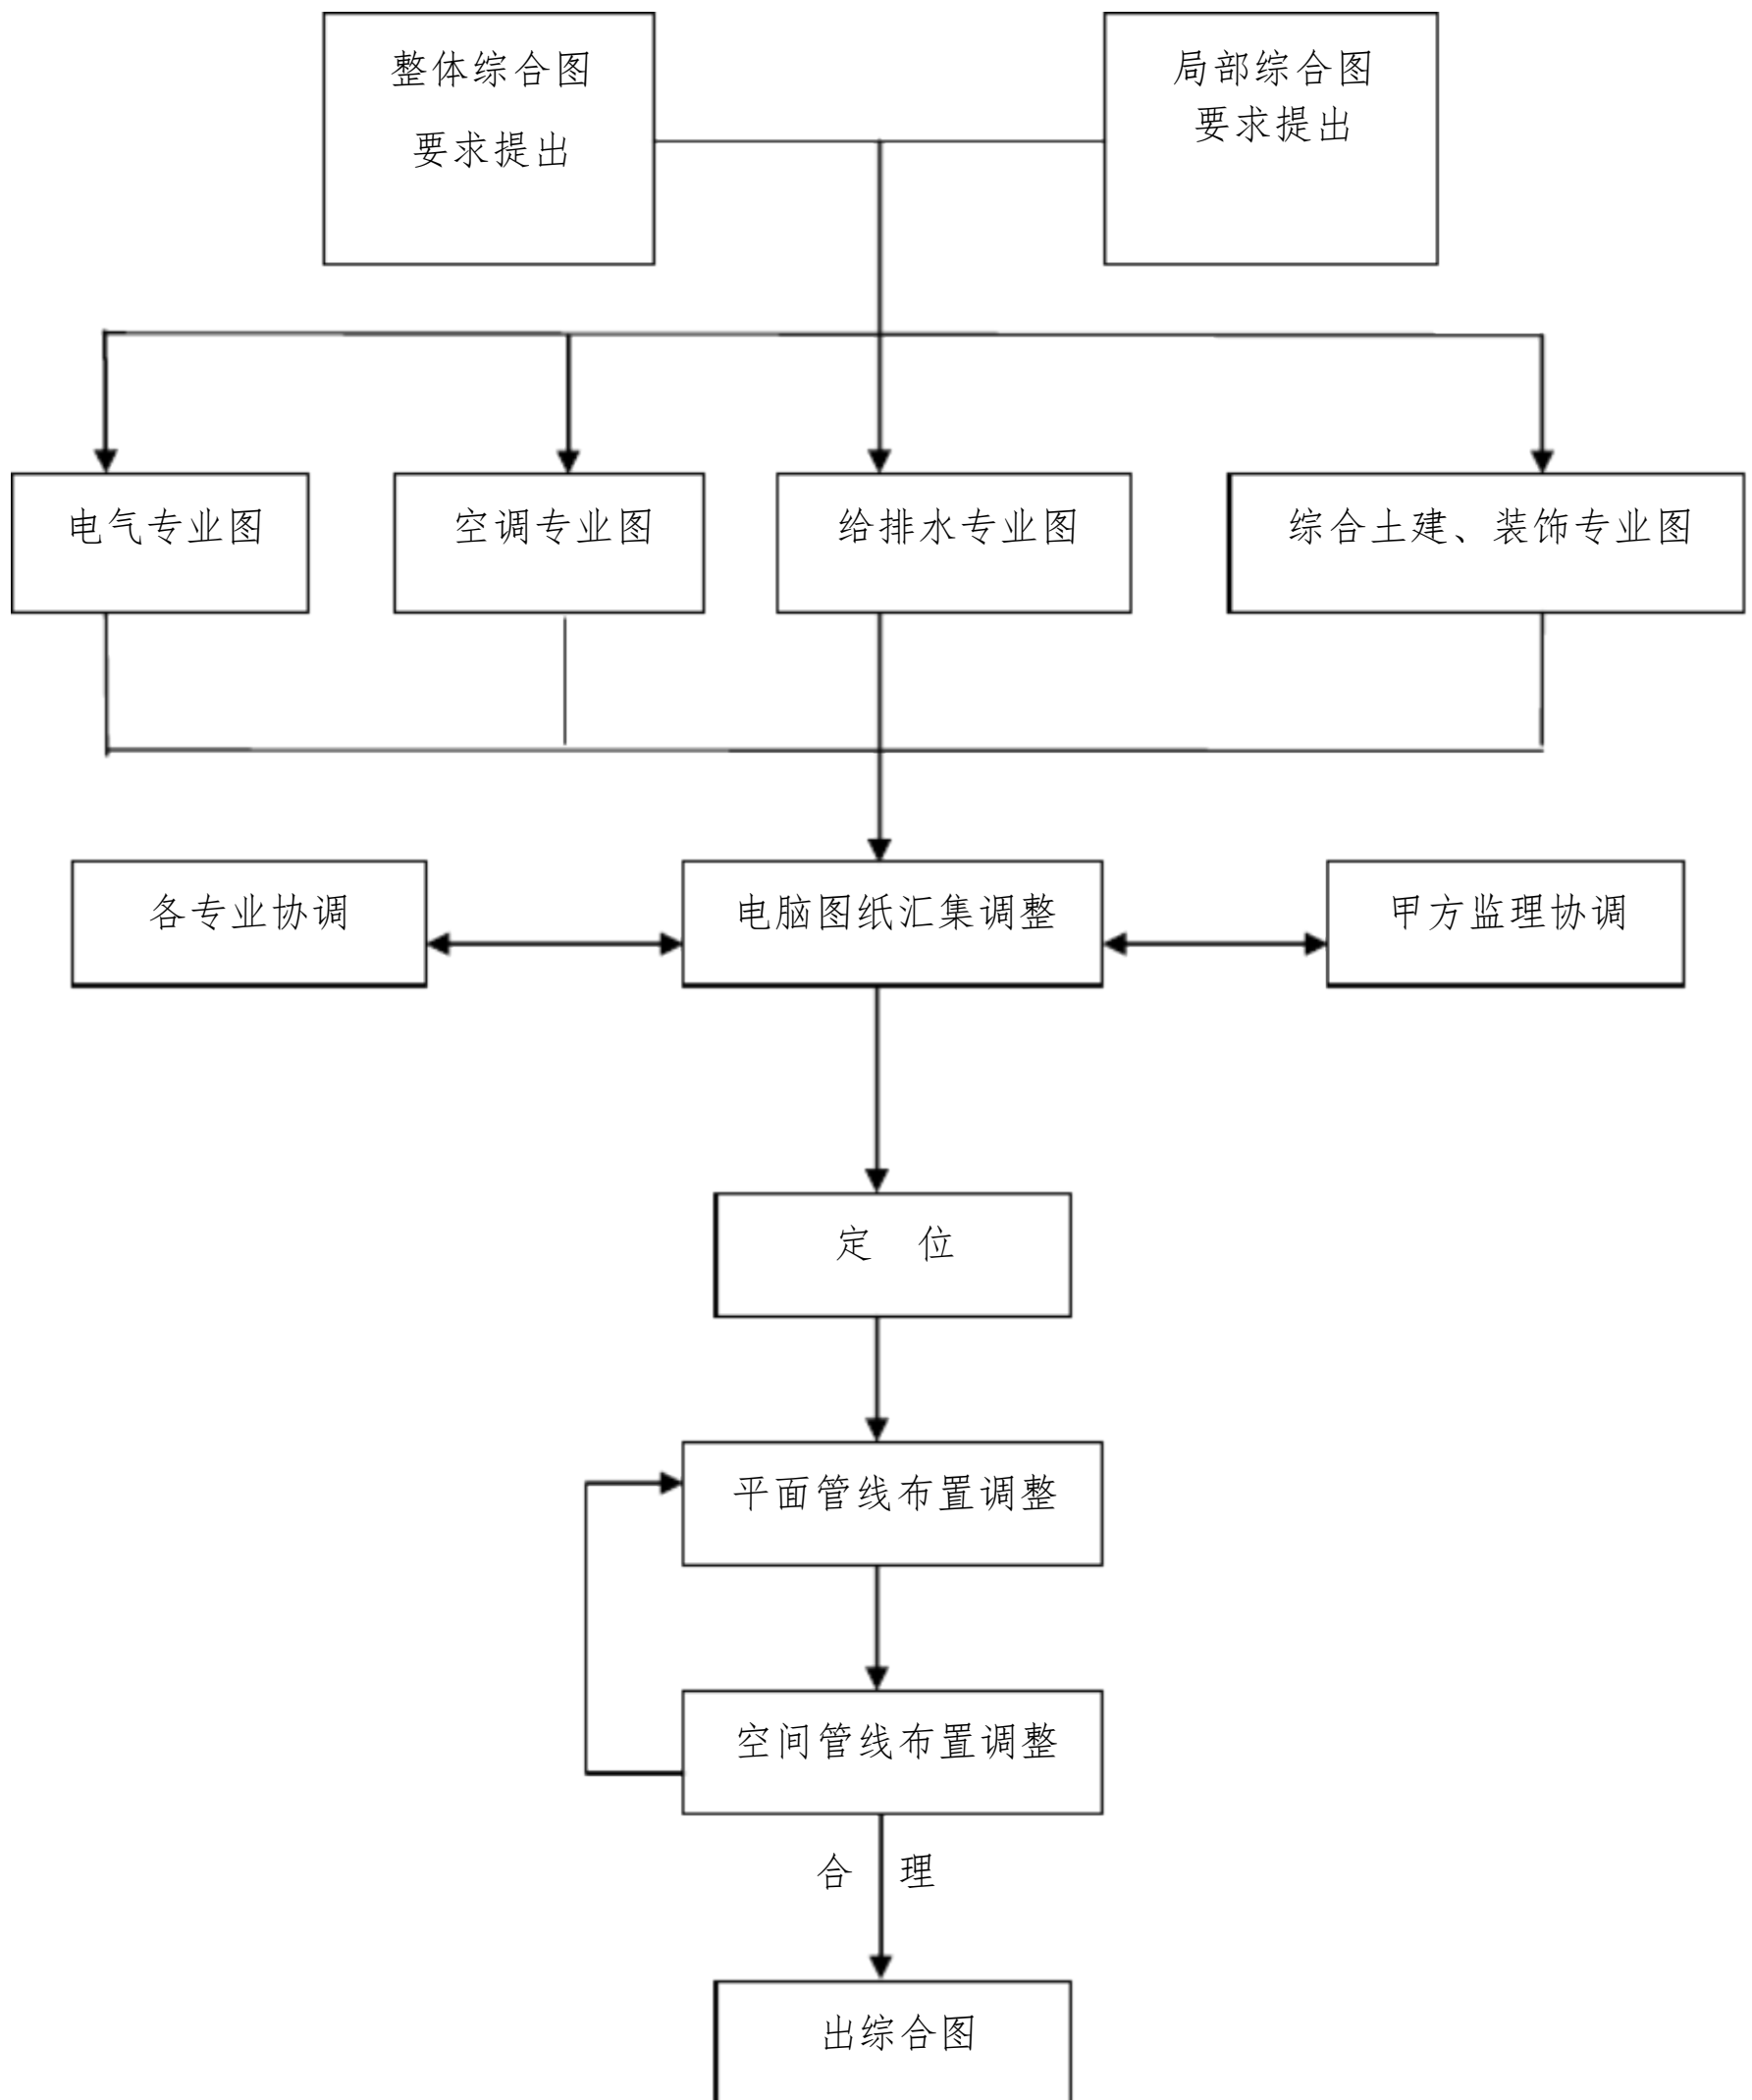 整体综合图
要求提出
局部综合图
要求提出
电气专业图
空调专业图
给排水专业图
综合土建、装饰专业图
各专业协调
电脑图纸汇集调整
甲方监理协调
定 位
平面管线布置调整
空间管线布置调整
合 理
出综合图